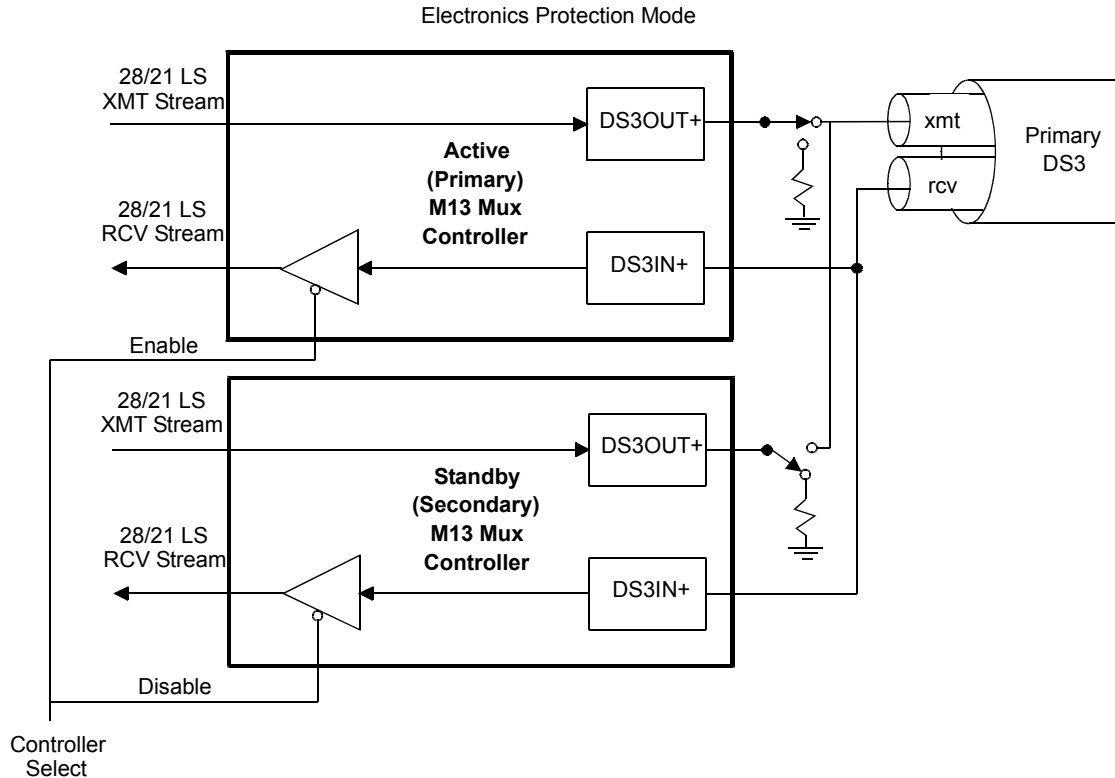 Electronics Protection Mode
28/21 LS
XMT Stream
DS3OUT+
xmt
Primary
DS3
Active
(Primary)
M13 Mux
Controller
rcv
28/21 LS
RCV Stream
DS3IN+
Enable
28/21 LS
XMT Stream
DS3OUT+
Standby
(Secondary)
M13 Mux
Controller
28/21 LS
RCV Stream
DS3IN+
Disable
Controller
Select